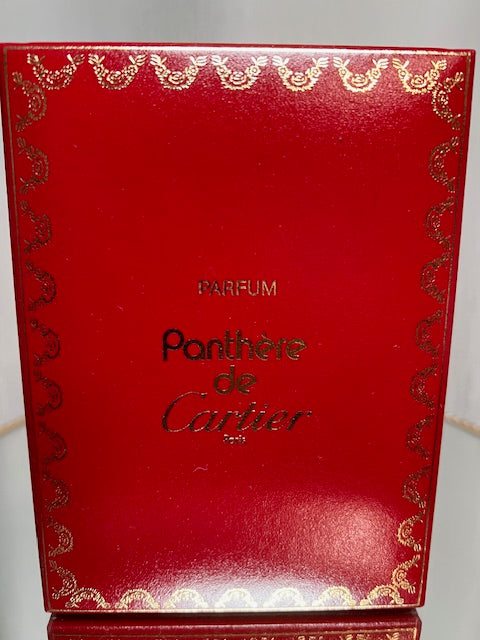 PARFUM
Panthère
de
Cartier
Paris